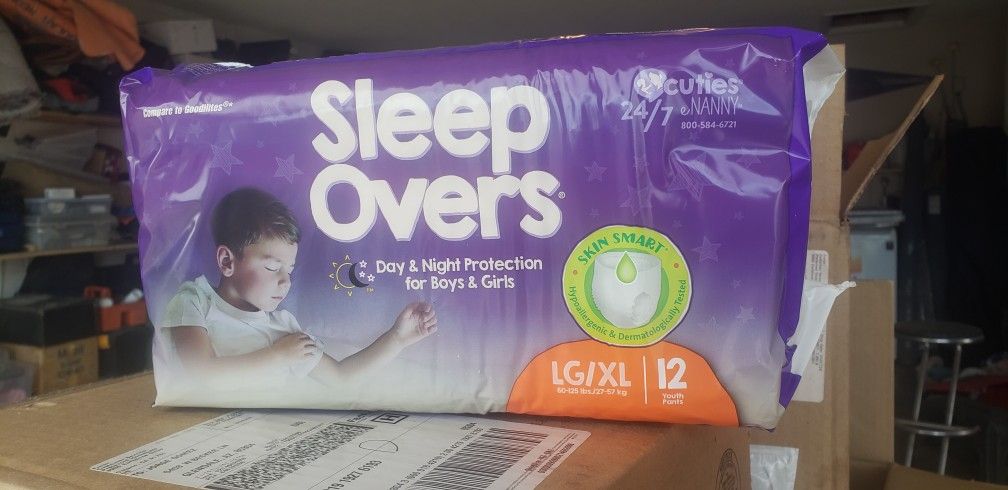 Compare to GoodNites®*
Sleep
Overs®
cuties
24/7 eNANNY
800-584-6721
Day & Night Protection
for Boys & Girls
SKIN SMART
Hypoallergenic & Dermatologically Tested
LG/XL
60-125 lbs./27-57 kg
12
Youth
Pants